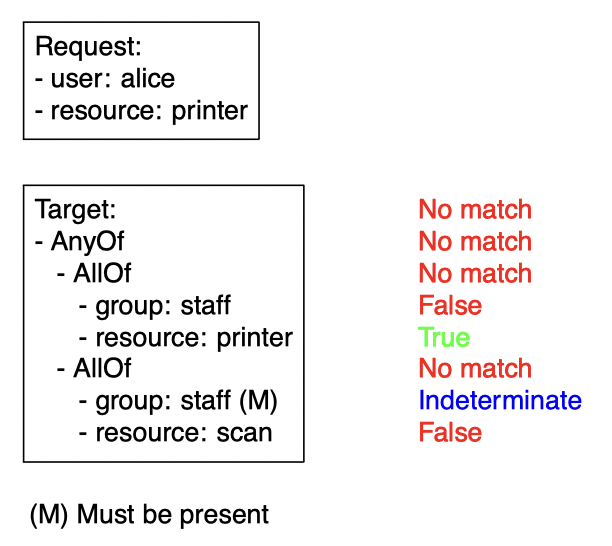 Request:
- user: alice
- resource: printer
Target: No match
- AnyOf No match
- AllOf No match
- group: staff False
- resource: printer True
- AllOf No match
- group: staff (M) Indeterminate
- resource: scan False
(M) Must be present